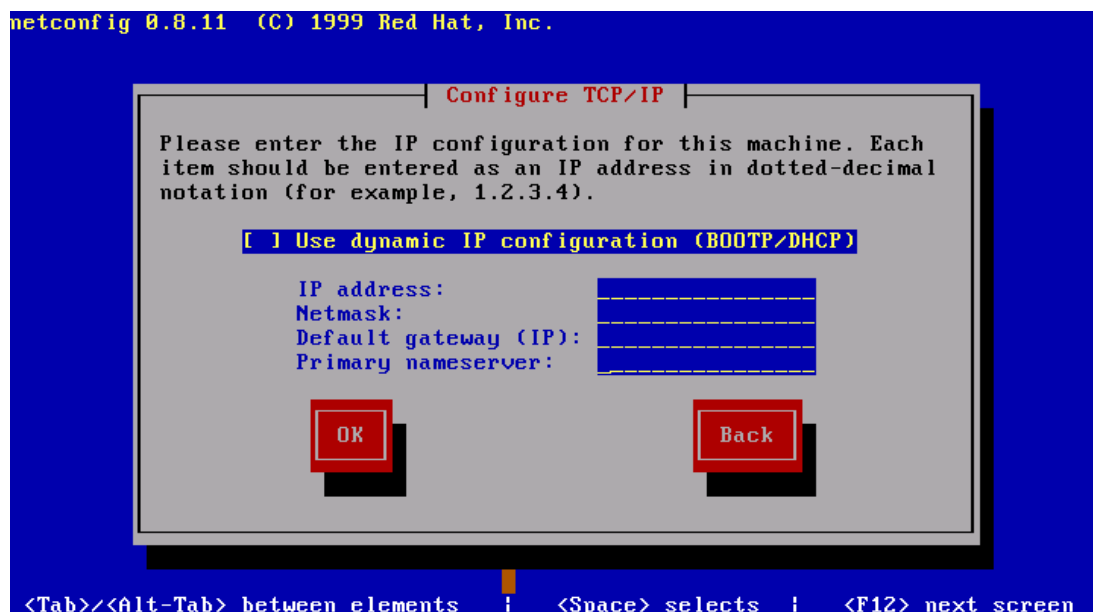 netconfig 0.8.11  (C) 1999 Red Hat, Inc.
Configure TCP/IP
Please enter the IP configuration for this machine. Each
item should be entered as an IP address in dotted-decimal
notation (for example, 1.2.3.4).
[ ] Use dynamic IP configuration (BOOTP/DHCP)
IP address:
Netmask:
Default gateway (IP):
Primary nameserver:
OK Back
<Tab>/<Alt-Tab> between elements | <Space> selects | <F12> next screen